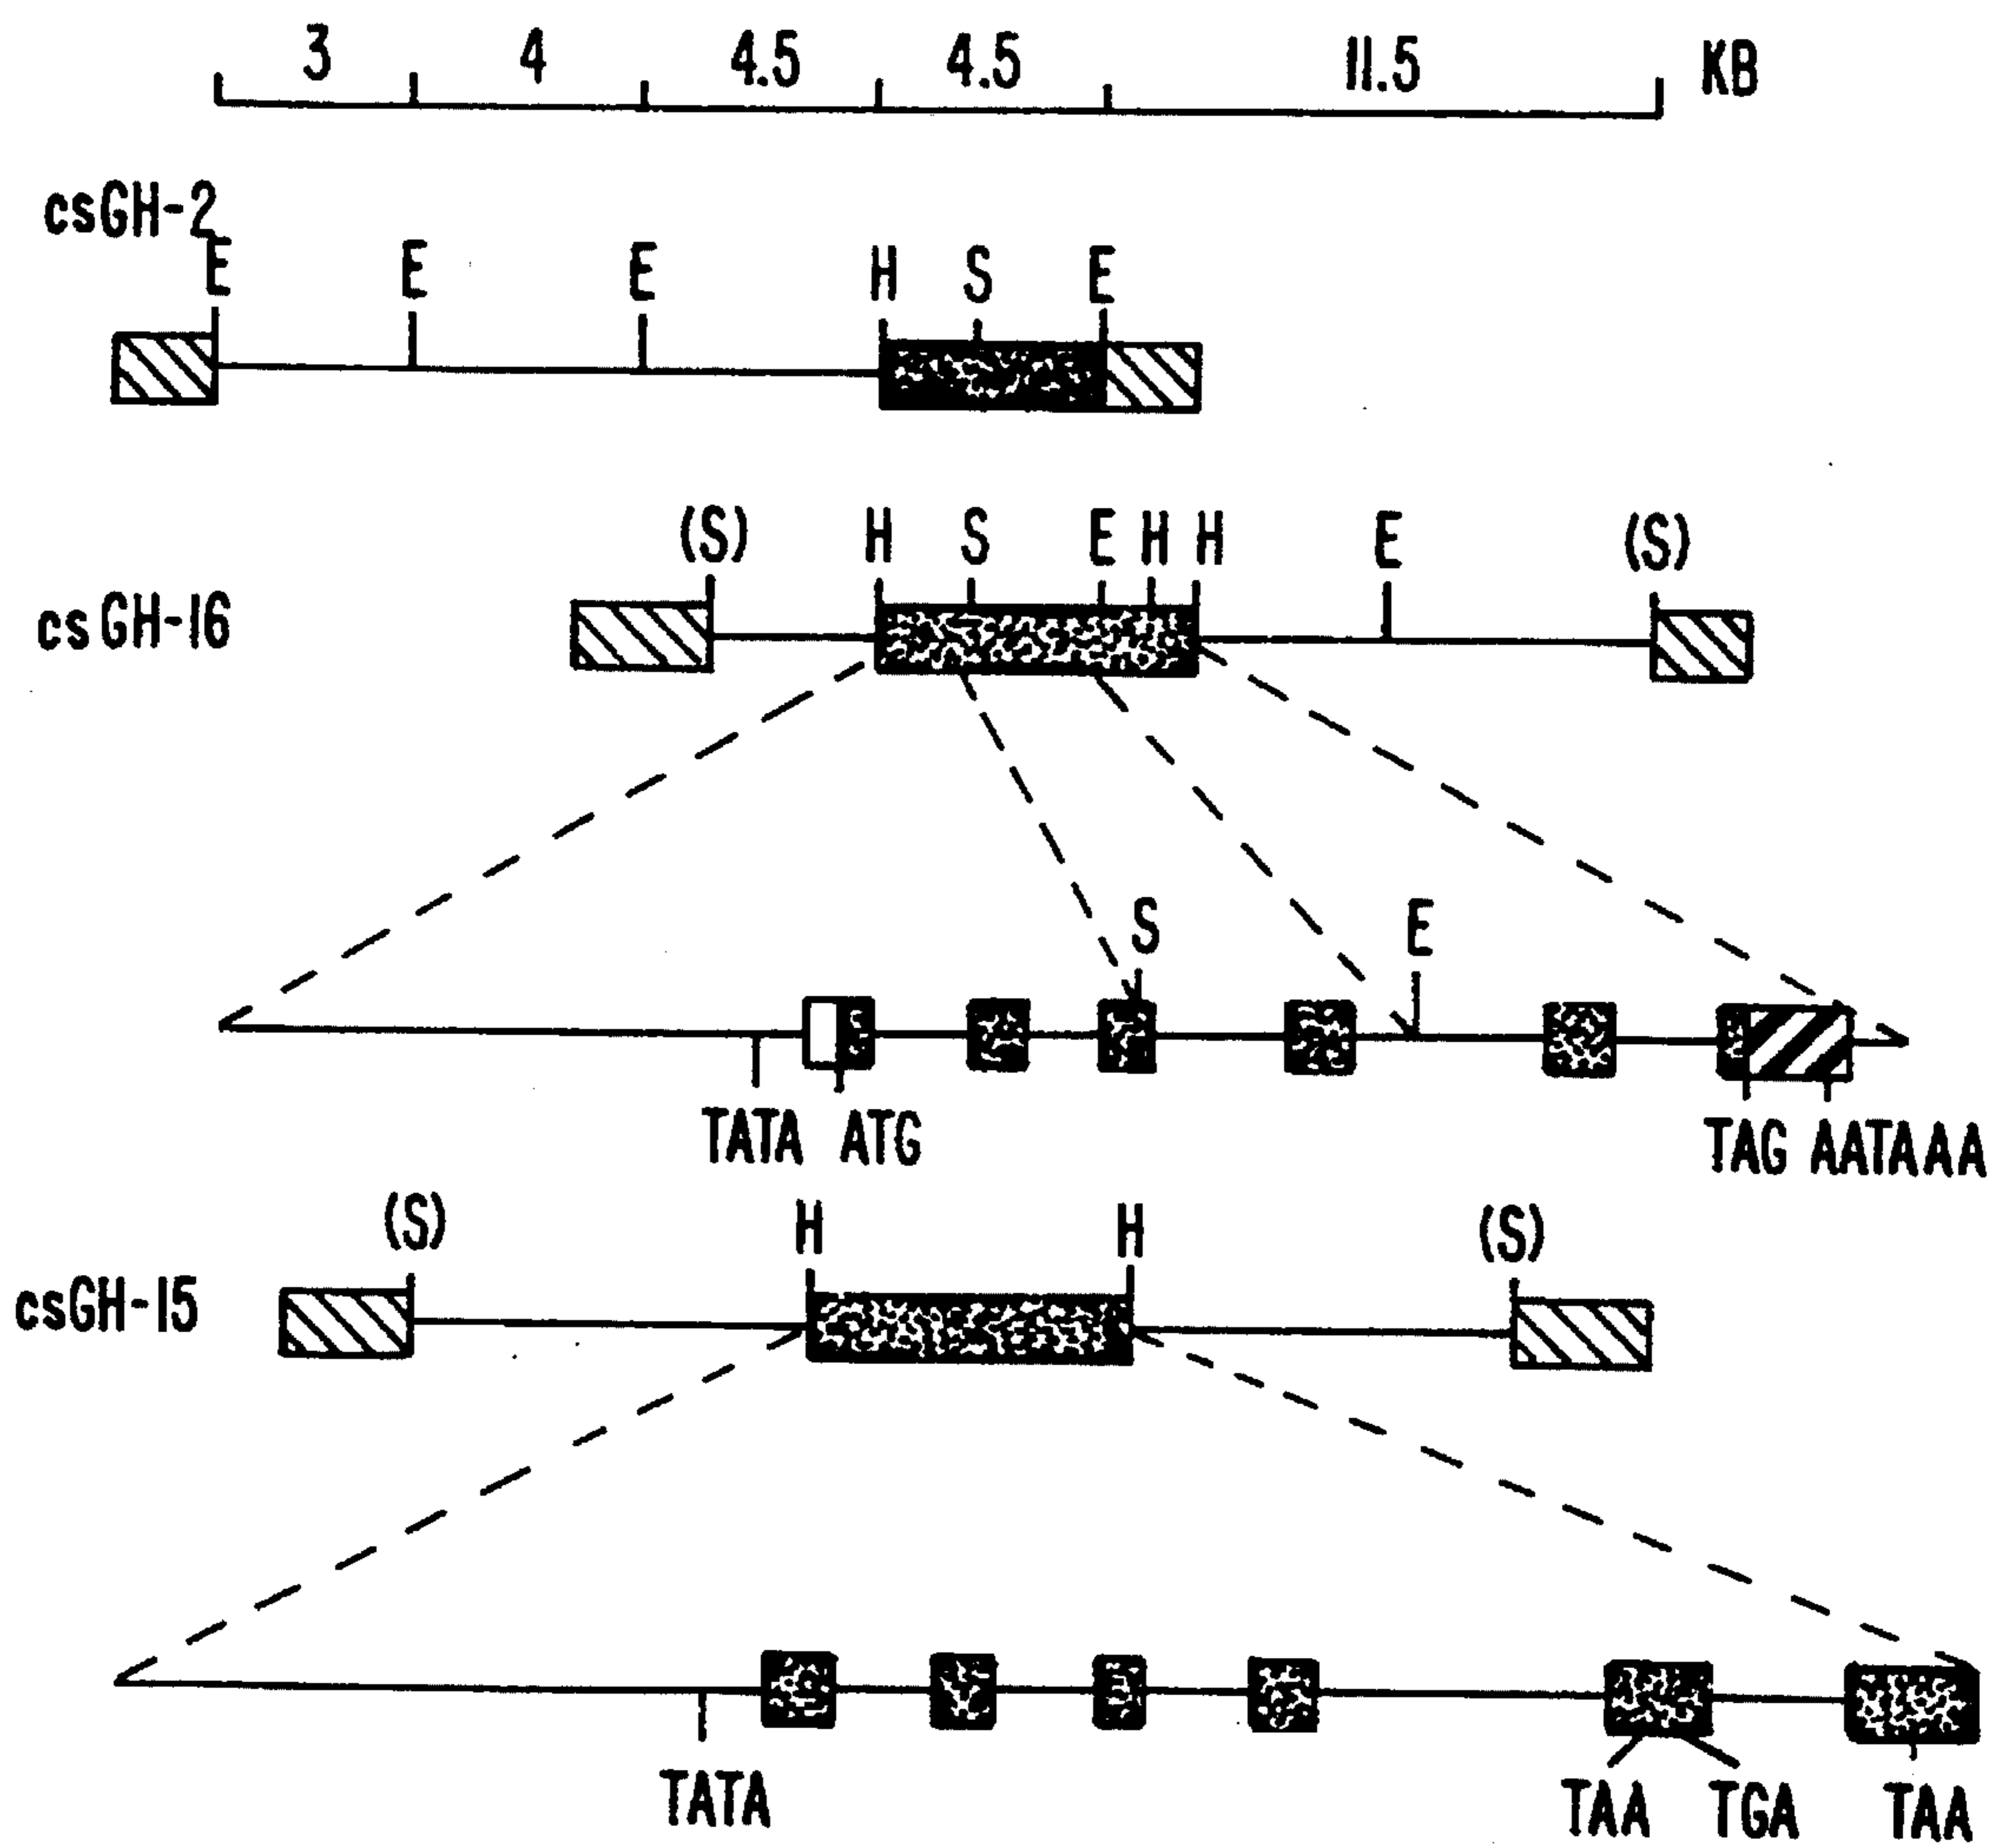 3 4 4.5 4.5 11.5 KB
csGH-2
E E E H S E
(S) H S E H H E (S)
csGH-16
S E
TATA ATG
TAG AATAAA
(S) H H (S)
csGH-15
TATA
TAA TGA TAA